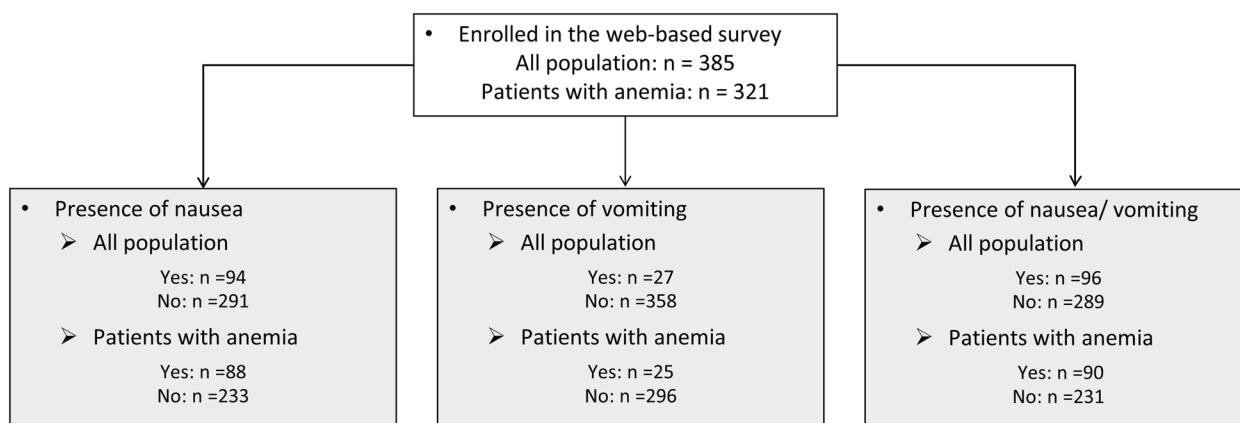 • Enrolled in the web-based survey
All population: n = 385
Patients with anemia: n = 321
• Presence of nausea
➢ All population
Yes: n =94
No: n =291
➢ Patients with anemia
Yes: n =88
No: n =233
• Presence of vomiting
➢ All population
Yes: n =27
No: n =358
➢ Patients with anemia
Yes: n =25
No: n =296
• Presence of nausea/ vomiting
➢ All population
Yes: n =96
No: n =289
➢ Patients with anemia
Yes: n =90
No: n =231